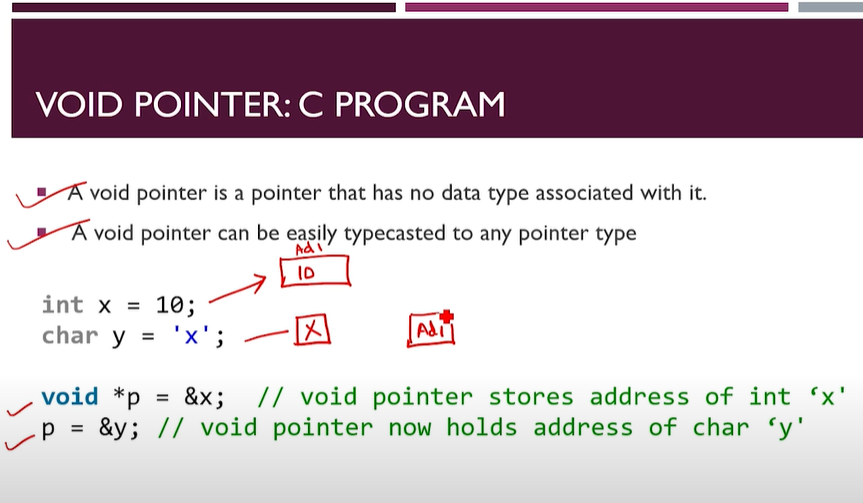 VOID POINTER: C PROGRAM
A void pointer is a pointer that has no data type associated with it.
A void pointer can be easily typecasted to any pointer type
Ad1
10
int x = 10;
char y = 'x';
X
Ad1
void *p = &x;  // void pointer stores address of int ‘x'
p = &y; // void pointer now holds address of char ‘y'